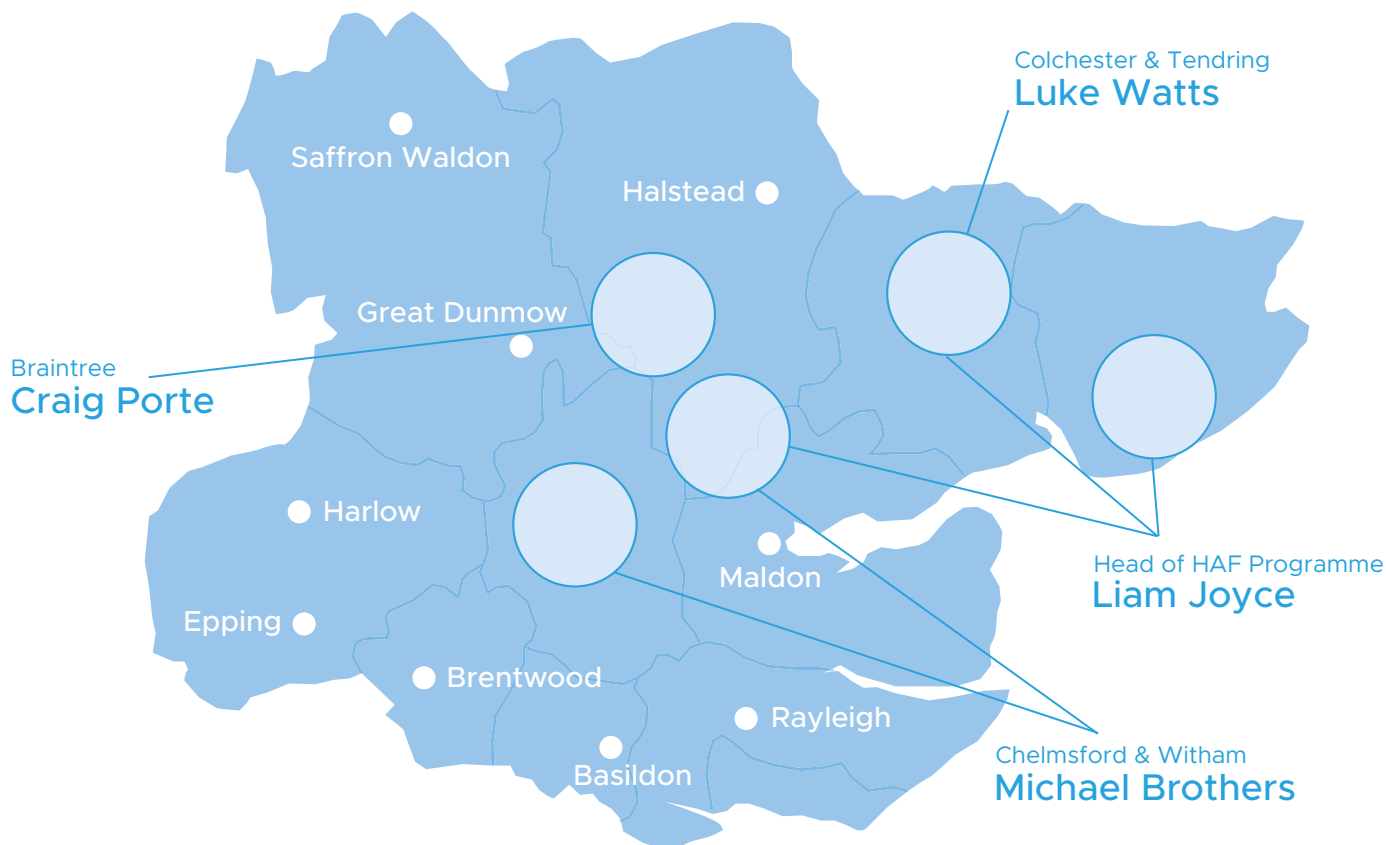 Colchester & Tendring
Luke Watts
Saffron Waldon
Halstead
Great Dunmow
Braintree
Craig Porte
Harlow
Maldon
Head of HAF Programme
Liam Joyce
Epping
Brentwood
Rayleigh
Basildon
Chelmsford & Witham
Michael Brothers